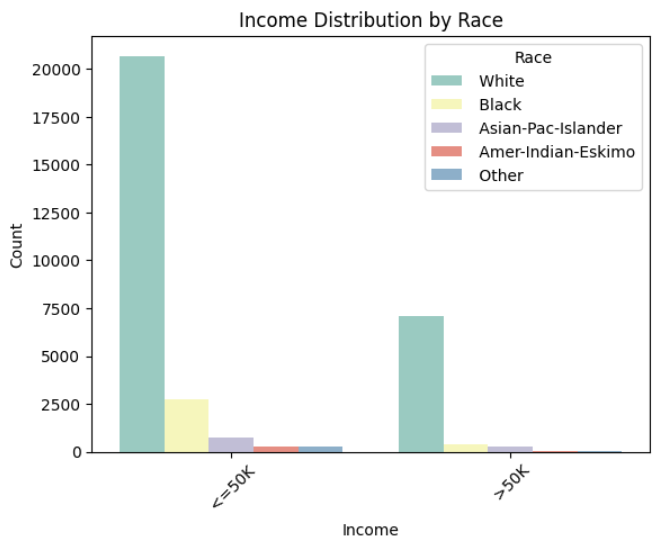 Income Distribution by Race
Race
White
Black
Asian-Pac-Islander
Amer-Indian-Eskimo
Other
Count
20000
17500
15000
12500
10000
7500
5000
2500
0
<=50K
>50K
Income